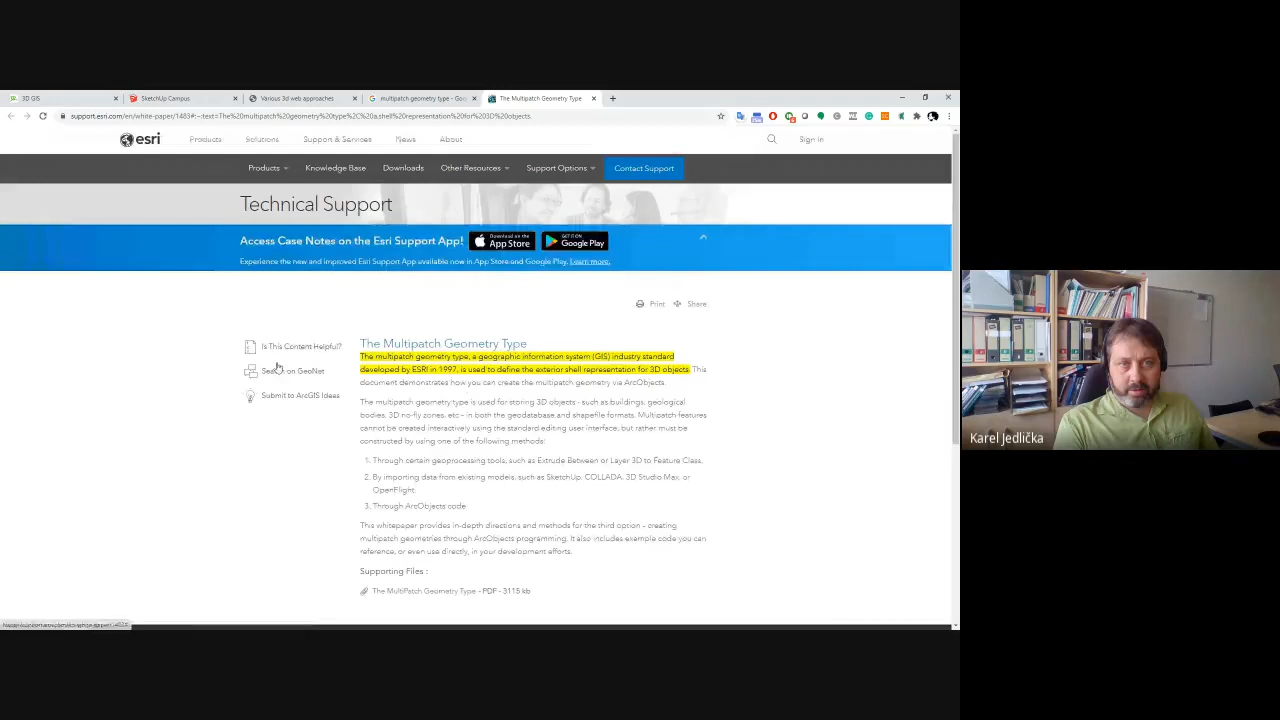 3D GIS
SketchUp Campus
Various 3d web approaches
multipatch geometry type - Goo
The Multipatch Geometry Type
support.esri.com/en/white-paper/1483#:~:text=The%20multipatch%20geometry%20type%2C%20a,shell%20representation%20for%203D%20objects.
esri
Products
Solutions
Support & Services
News
About
Sign in
Products
Knowledge Base
Downloads
Other Resources
Support Options
Contact Support
Technical Support
Access Case Notes on the Esri Support App!
Download on the
App Store
GET IT ON
Google Play
Experience the new and improved Esri Support App available now in App Store and Google Play. Learn more.
Print
Share
Is This Content Helpful?
on GeoNet
Submit to ArcGIS Ideas
The Multipatch Geometry Type
The multipatch geometry type, a geographic information system (GIS) industry standard
developed by ESRI in 1997, is used to define the exterior shell representation for 3D objects. This
document demonstrates how you can create the multipatch geometry via ArcObjects.
The multipatch geometry type is used for storing 3D objects - such as buildings, geological
bodies, 3D no-fly zones, etc - in both the geodatabase and shapefile formats. Multipatch features
cannot be created interactively using the standard editing user interface, but rather must be
constructed by using one of the following methods:
1. Through certain geoprocessing tools, such as Extrude Between or Layer 3D to Feature Class.
2. By importing data from existing models, such as SketchUp, COLLADA, 3D Studio Max, or
OpenFlight.
3. Through ArcObjects code
This whitepaper provides in-depth directions and methods for the third option – creating
multipatch geometries through ArcObjects programming. It also includes example code you can
reference, or even use directly, in your development efforts.
Supporting Files :
The MultiPatch Geometry Type - PDF - 3115 kb
Karel Jedlička